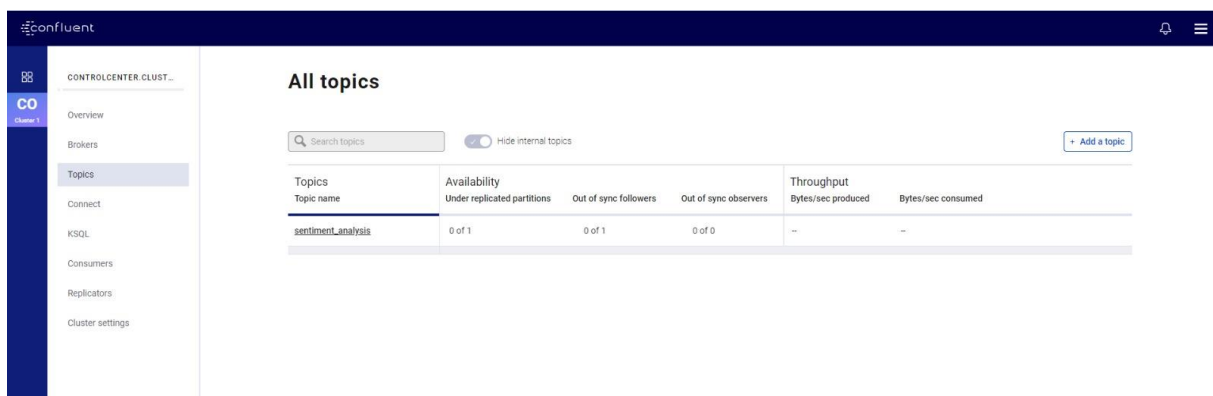 confluent
CO
Cluster 1
CONTROLCENTER.CLUST...
Overview
Brokers
Topics
Connect
KSQL
Consumers
Replicators
Cluster settings
All topics
Search topics
Hide internal topics
+ Add a topic
Topics Availability Throughput
Topic name Under replicated partitions Out of sync followers Out of sync observers Bytes/sec produced Bytes/sec consumed
sentiment_analysis 0 of 1 0 of 1 0 of 0 -- --